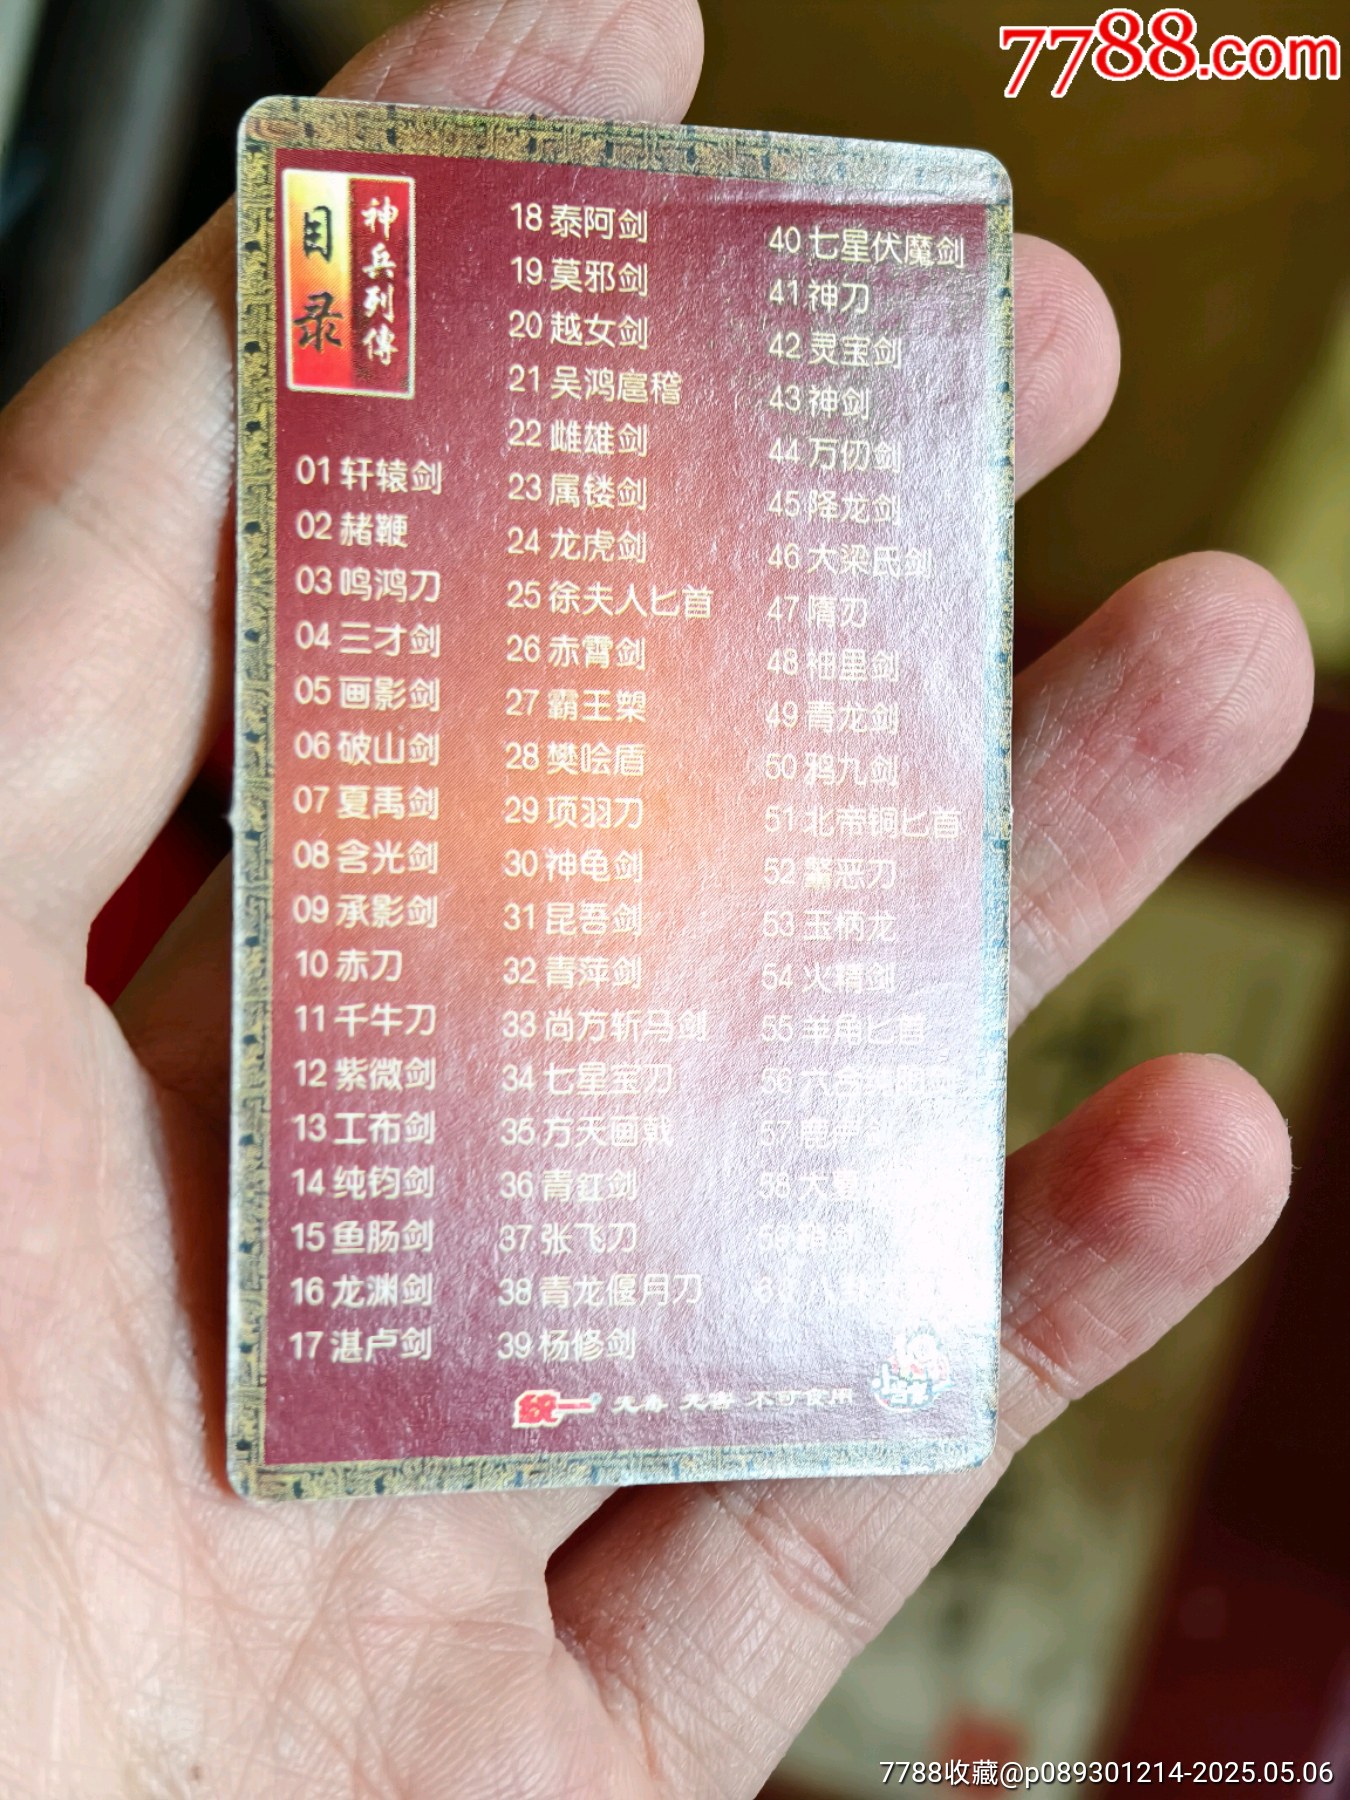 7788.com
目录
神兵列傳
01 轩辕剑
02 赭鞭
03 鸣鸿刀
04 三才剑
05 画影剑
06 破山剑
07 夏禹剑
08 含光剑
09 承影剑
10 赤刀
11 千牛刀
12 紫微剑
13 工布剑
14 纯钧剑
15 鱼肠剑
16 龙渊剑
17 湛卢剑
18 泰阿剑
19 莫邪剑
20 越女剑
21 吴鸿扈稽
22 雌雄剑
23 属镂剑
24 龙虎剑
25 徐夫人匕首
26 赤霄剑
27 霸王槊
28 樊哙盾
29 项羽刀
30 神龟剑
31 昆吾剑
32 青萍剑
33 尚方斩马剑
34 七星宝刀
35 方天画戟
36 青釭剑
37 张飞刀
38 青龙偃月刀
39 杨修剑
40 七星伏魔剑
41 神刀
42 灵宝剑
43 神剑
44 万仞剑
45 降龙剑
46 大梁氏剑
47 隋刃
48 袖里剑
49 青龙剑
50 鸦九剑
51 北帝铜匕首
52 警恶刀
53 玉柄龙
54 火精剑
55 羊角匕首
56
57
58 大夏
统一 无毒 无害 不可食用
7788收藏@p089301214-2025.05.06